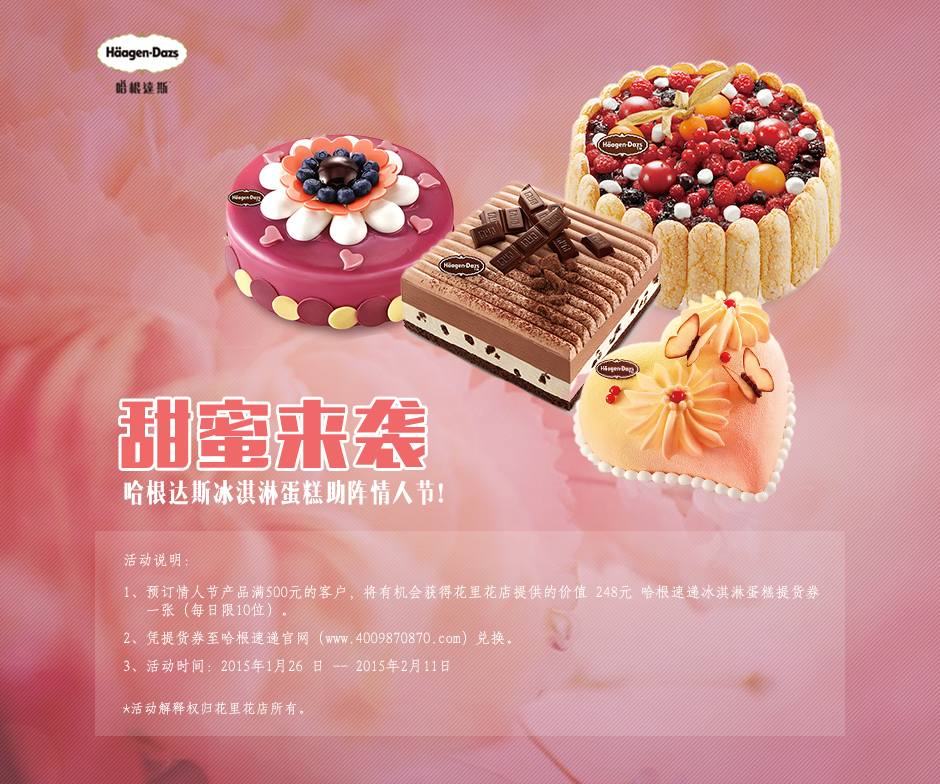 Häagen-Dazs
哈根達斯
Häagen-Dazs
Häagen-Dazs
Häagen-Dazs
Häagen-Dazs
甜蜜来袭
哈根达斯冰淇淋蛋糕助阵情人节!
活动说明:
1、预订情人节产品满500元的客户, 将有机会获得花里花店提供的价值 248元 哈根速递冰淇淋蛋糕提货券
一张 (每日限10位) 。
2、凭提货券至哈根速递官网 (www.4009870870.com) 兑换。
3、活动时间: 2015年1月26 日 -- 2015年2月11日
*活动解释权归花里花店所有。